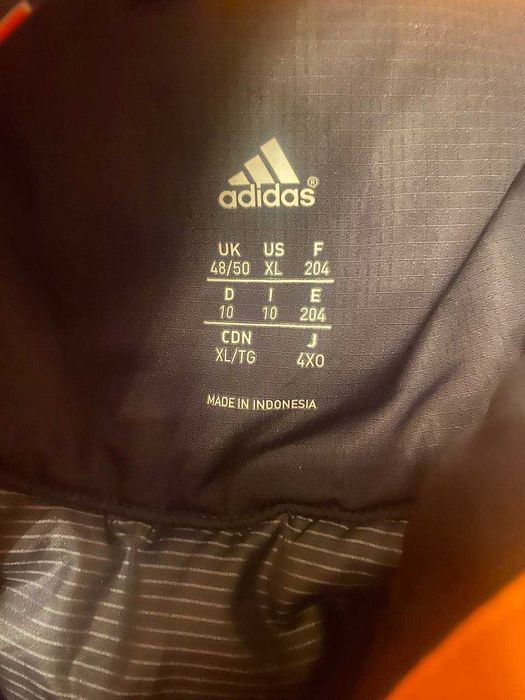 adidas®
UK US F
48/50 XL 204
D I E
10 10 204
CDN J
XL/TG 4XO
MADE IN INDONESIA